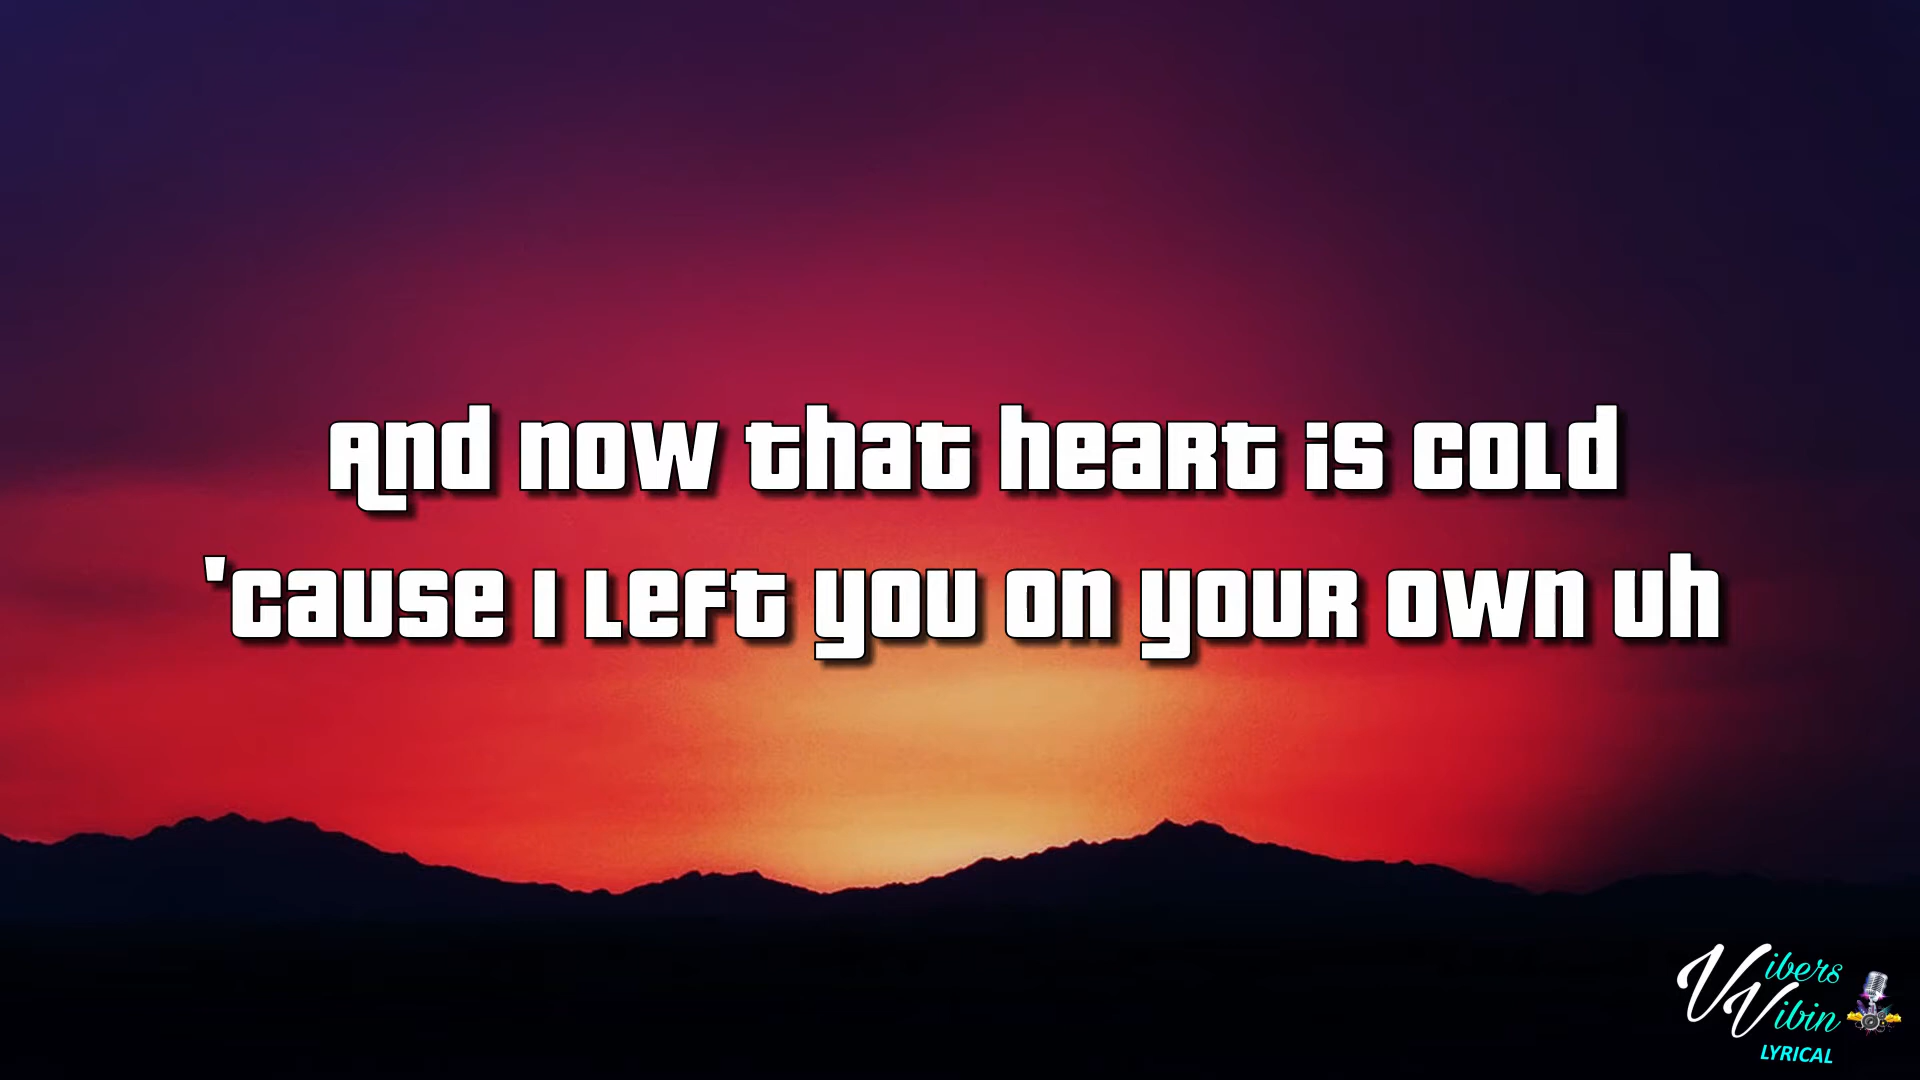 And now that heart is cold
'cause I left you on your own uh
Vibers
Vibin
LYRICAL